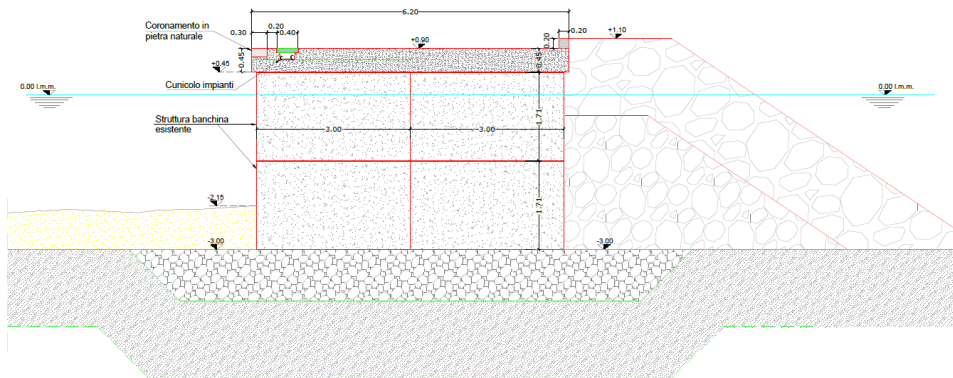 6.20
Coronamento in
pietra naturale
0.20
0.30
0.40
0.20
0.20
+1.10
+0.90
0.45
0.45
+0.45
Cunicolo impianti
0.00 l.m.m.
0.00 l.m.m.
Struttura banchina
esistente
1.71
3.00
3.00
-2.15
1.71
-3.00
-3.00